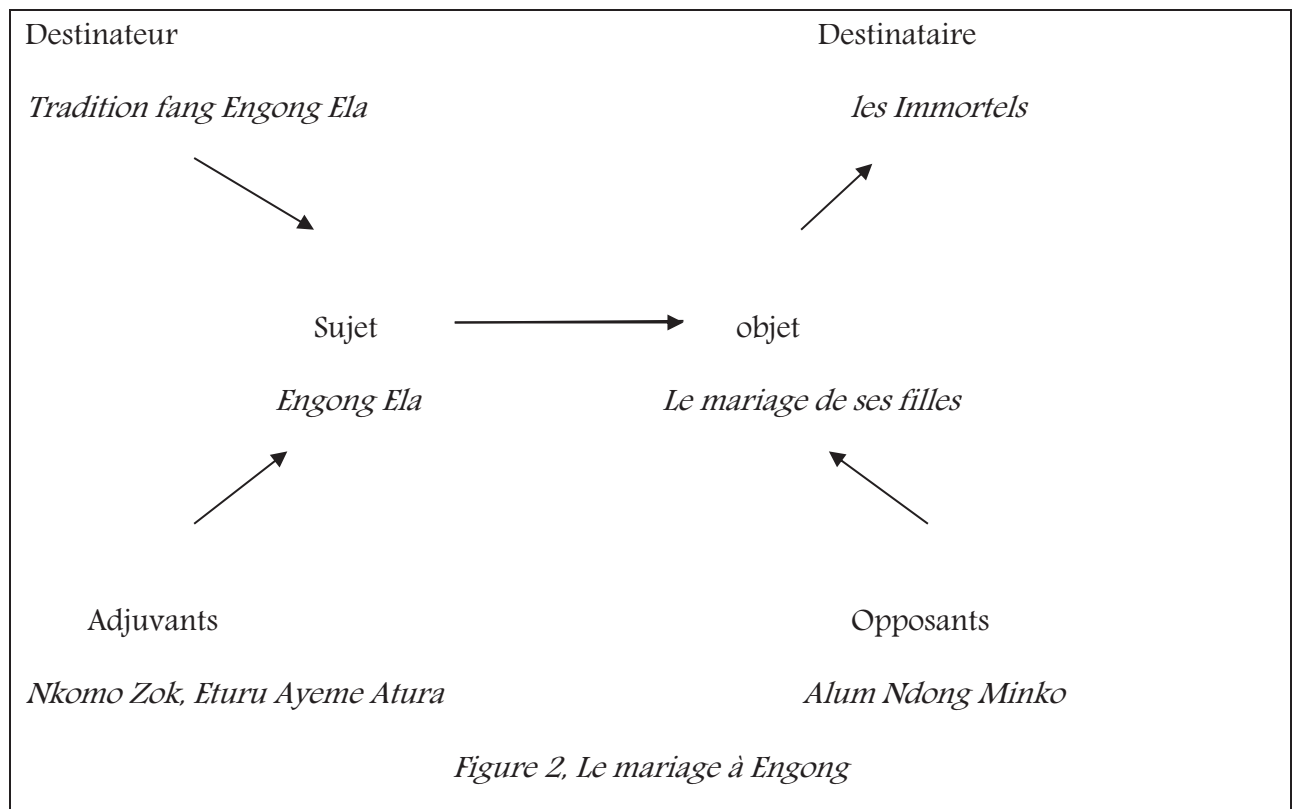 Destinateur Destinataire
Tradition fang Engong Ela les Immortels
Sujet objet
Engong Ela Le mariage de ses filles
Adjuvants Opposants
Nkomo Zok, Eturu Ayeme Atura Alum Ndong Minko
Figure 2, Le mariage à Engong